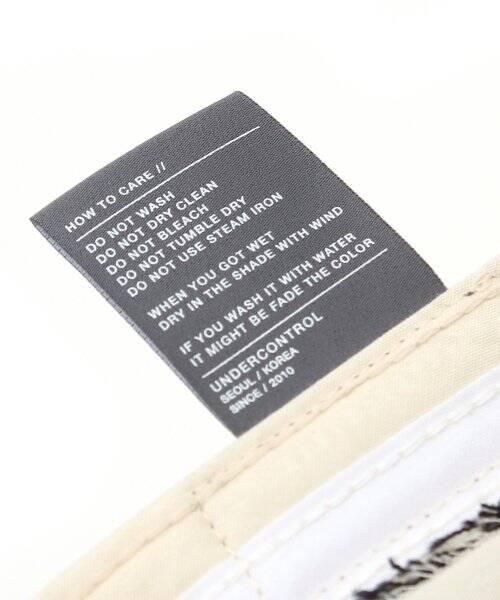 HOW TO CARE //
DO NOT WASH
DO NOT DRY CLEAN
DO NOT BLEACH
DO NOT TUMBLE DRY
DO NOT USE STEAM IRON
WHEN YOU GOT WET
DRY IN THE SHADE WITH WIND
IF YOU WASH IT WITH WATER
IT MIGHT BE FADE THE COLOR
UNDERCONTROL
SEOUL / KOREA
SINCE / 2010